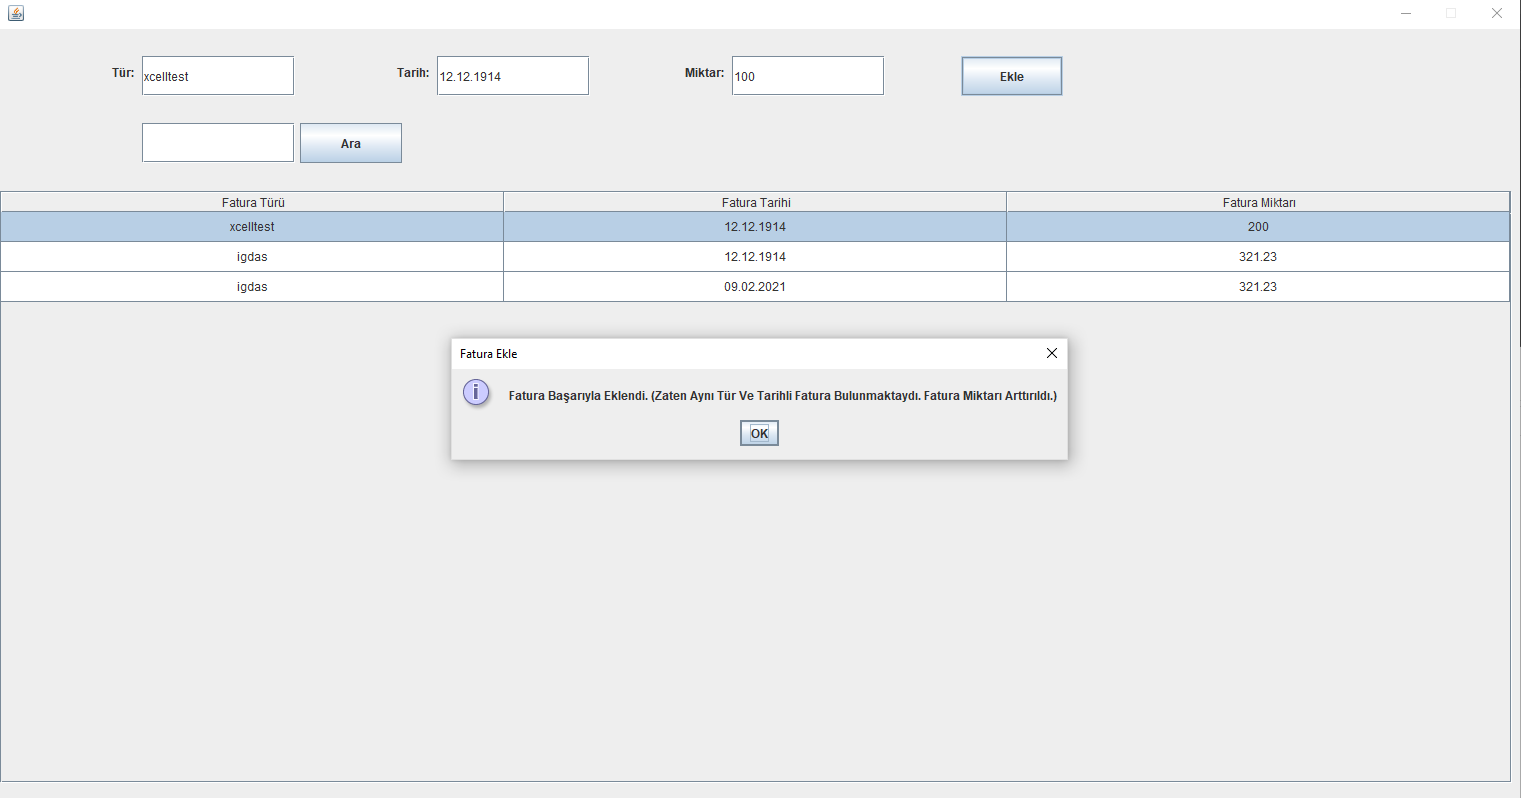 Tür: xcelltest Tarih: 12.12.1914 Miktar: 100 Ekle
Ara
Fatura Türü Fatura Tarihi Fatura Miktarı
xcelltest 12.12.1914 200
igdas 12.12.1914 321.23
igdas 09.02.2021 321.23
Fatura Ekle
Fatura Başarıyla Eklendi. (Zaten Aynı Tür Ve Tarihli Fatura Bulunmaktaydı. Fatura Miktarı Arttırıldı.)
OK